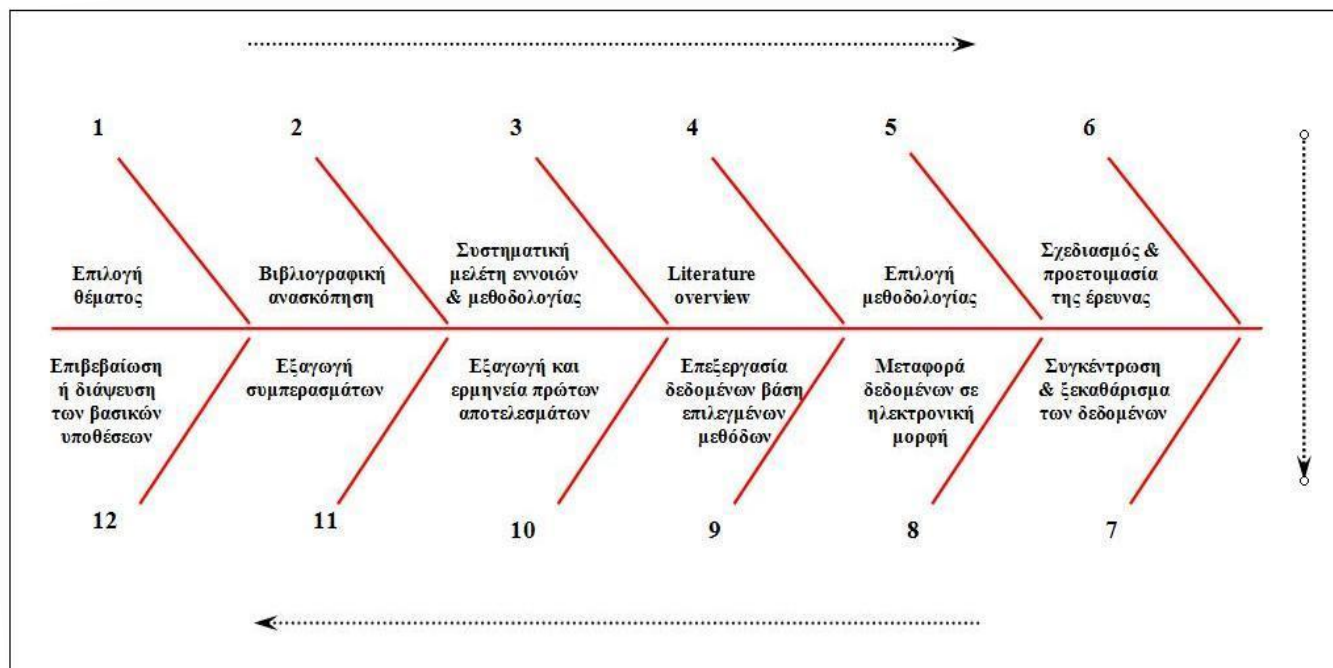 1
2
3
4
5
6
Επιλογή
θέματος
Βιβλιογραφική
ανασκόπηση
Συστηματική
μελέτη εννοιών
& μεθοδολογίας
Literature
overview
Επιλογή
μεθοδολογίας
Σχεδιασμός &
προετοιμασία
της έρευνας
Επιβεβαίωση
ή διάψευση
των βασικών
υποθέσεων
Εξαγωγή
συμπερασμάτων
Εξαγωγή και
ερμηνεία πρώτων
αποτελεσμάτων
Επεξεργασία
δεδομένων βάση
επιλεγμένων
μεθόδων
Μεταφορά
δεδομένων σε
ηλεκτρονική
μορφή
Συγκέντρωση
& ξεκαθάρισμα
των δεδομένων
12
11
10
9
8
7